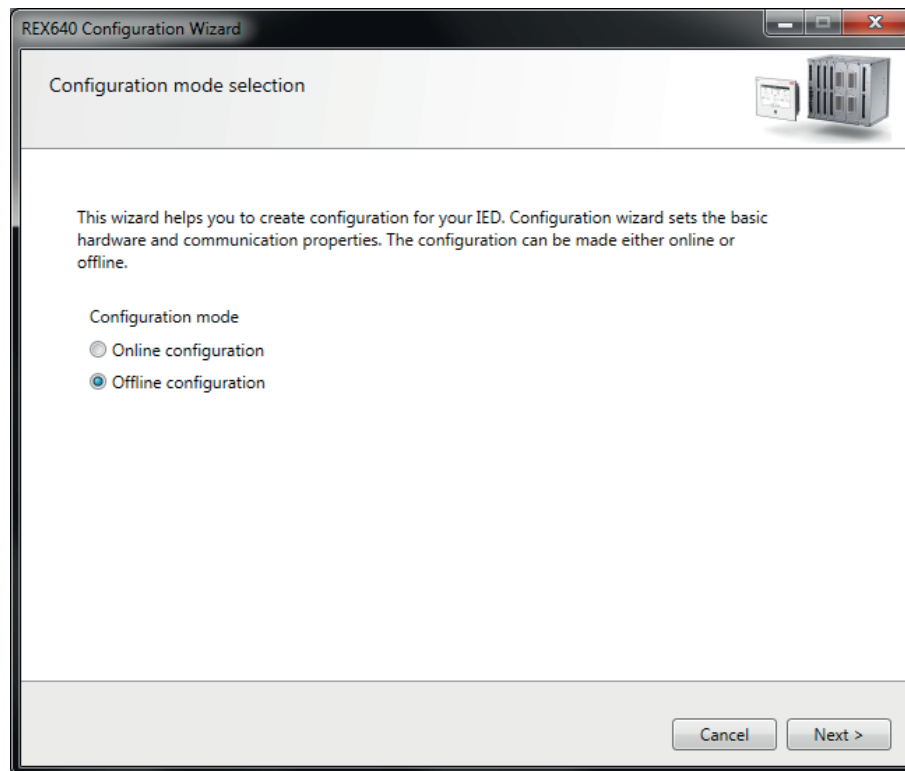 REX640 Configuration Wizard
Configuration mode selection
This wizard helps you to create configuration for your IED. Configuration wizard sets the basic
hardware and communication properties. The configuration can be made either online or
offline.
Configuration mode
Online configuration
Offline configuration
Cancel
Next >